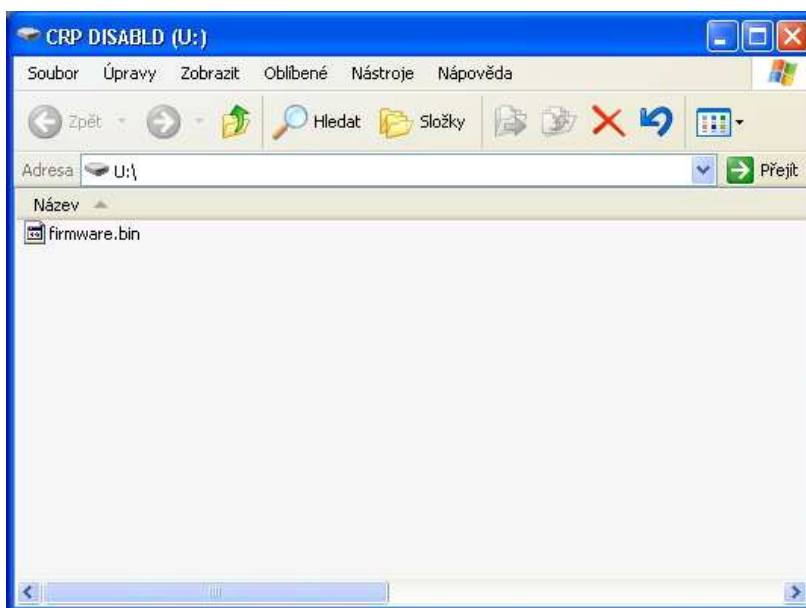 CRP DISABLD (U:)
Soubor Úpravy Zobrazit Oblíbené Nástroje Nápověda
Zpět Hledat Složky
Adresa U:\ Přejít
Název
firmware.bin